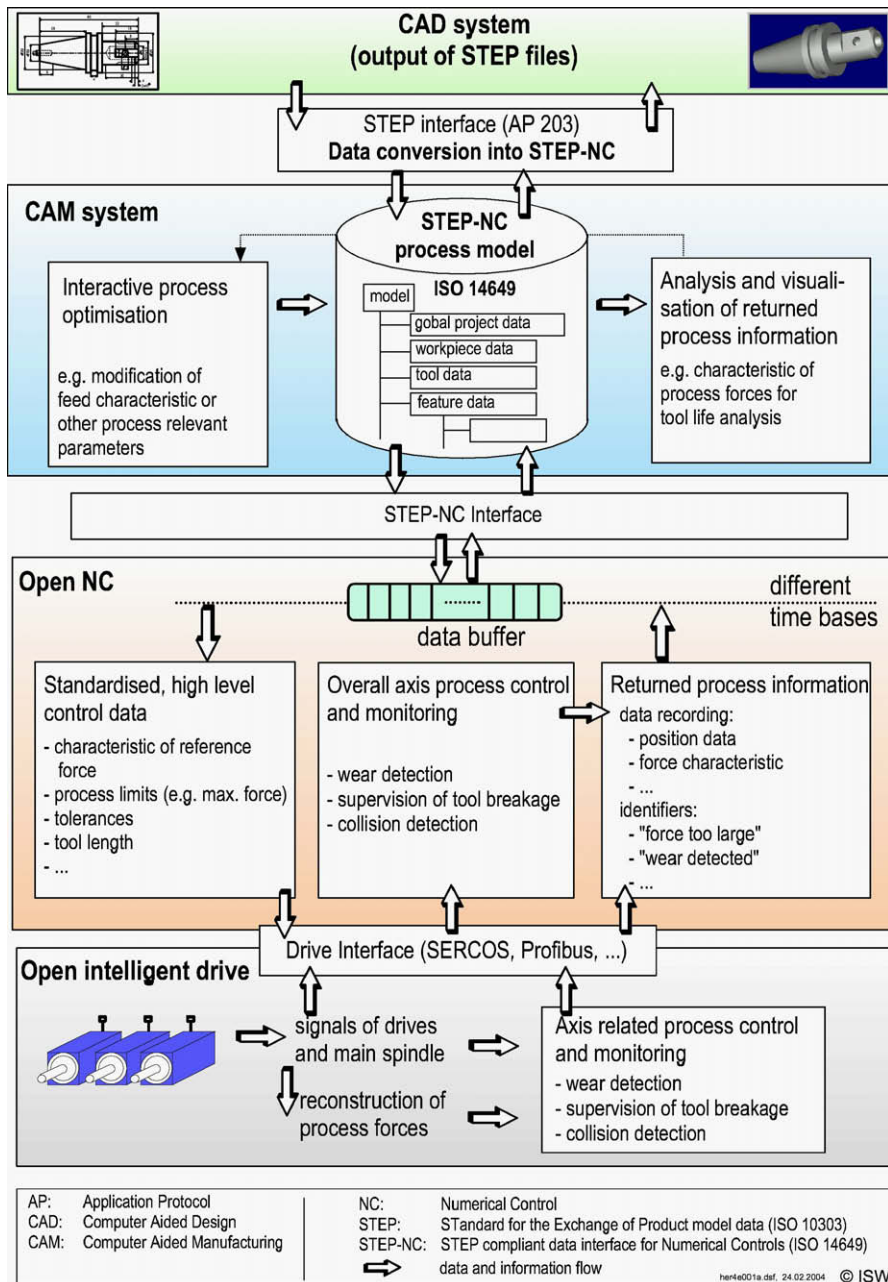 CAD system
(output of STEP files)
STEP interface (AP 203)
Data conversion into STEP-NC
CAM system
STEP-NC
process model
ISO 14649
model
gobal project data
workpiece data
tool data
feature data
Interactive process
optimisation
e.g. modification of
feed characteristic or
other process relevant
parameters
Analysis and visuali-
sation of returned
process information
e.g. characteristic of
process forces for
tool life analysis
STEP-NC Interface
Open NC
different
time bases
data buffer
Standardised, high level
control data
- characteristic of reference
force
- process limits (e.g. max. force)
- tolerances
- tool length
- ...
Overall axis process control
and monitoring
- wear detection
- supervision of tool breakage
- collision detection
Returned process information
data recording:
- position data
- force characteristic
- ...
identifiers:
- "force too large"
- "wear detected"
- ...
Drive Interface (SERCOS, Profibus, ...)
Open intelligent drive
signals of drives
and main spindle
reconstruction of
process forces
Axis related process control
and monitoring
- wear detection
- supervision of tool breakage
- collision detection
AP: Application Protocol
CAD: Computer Aided Design
CAM: Computer Aided Manufacturing
NC: Numerical Control
STEP: STandard for the Exchange of Product model data (ISO 10303)
STEP-NC: STEP compliant data interface for Numerical Controls (ISO 14649)
data and information flow
her4e001a.dsf, 24.02.2004 © ISW